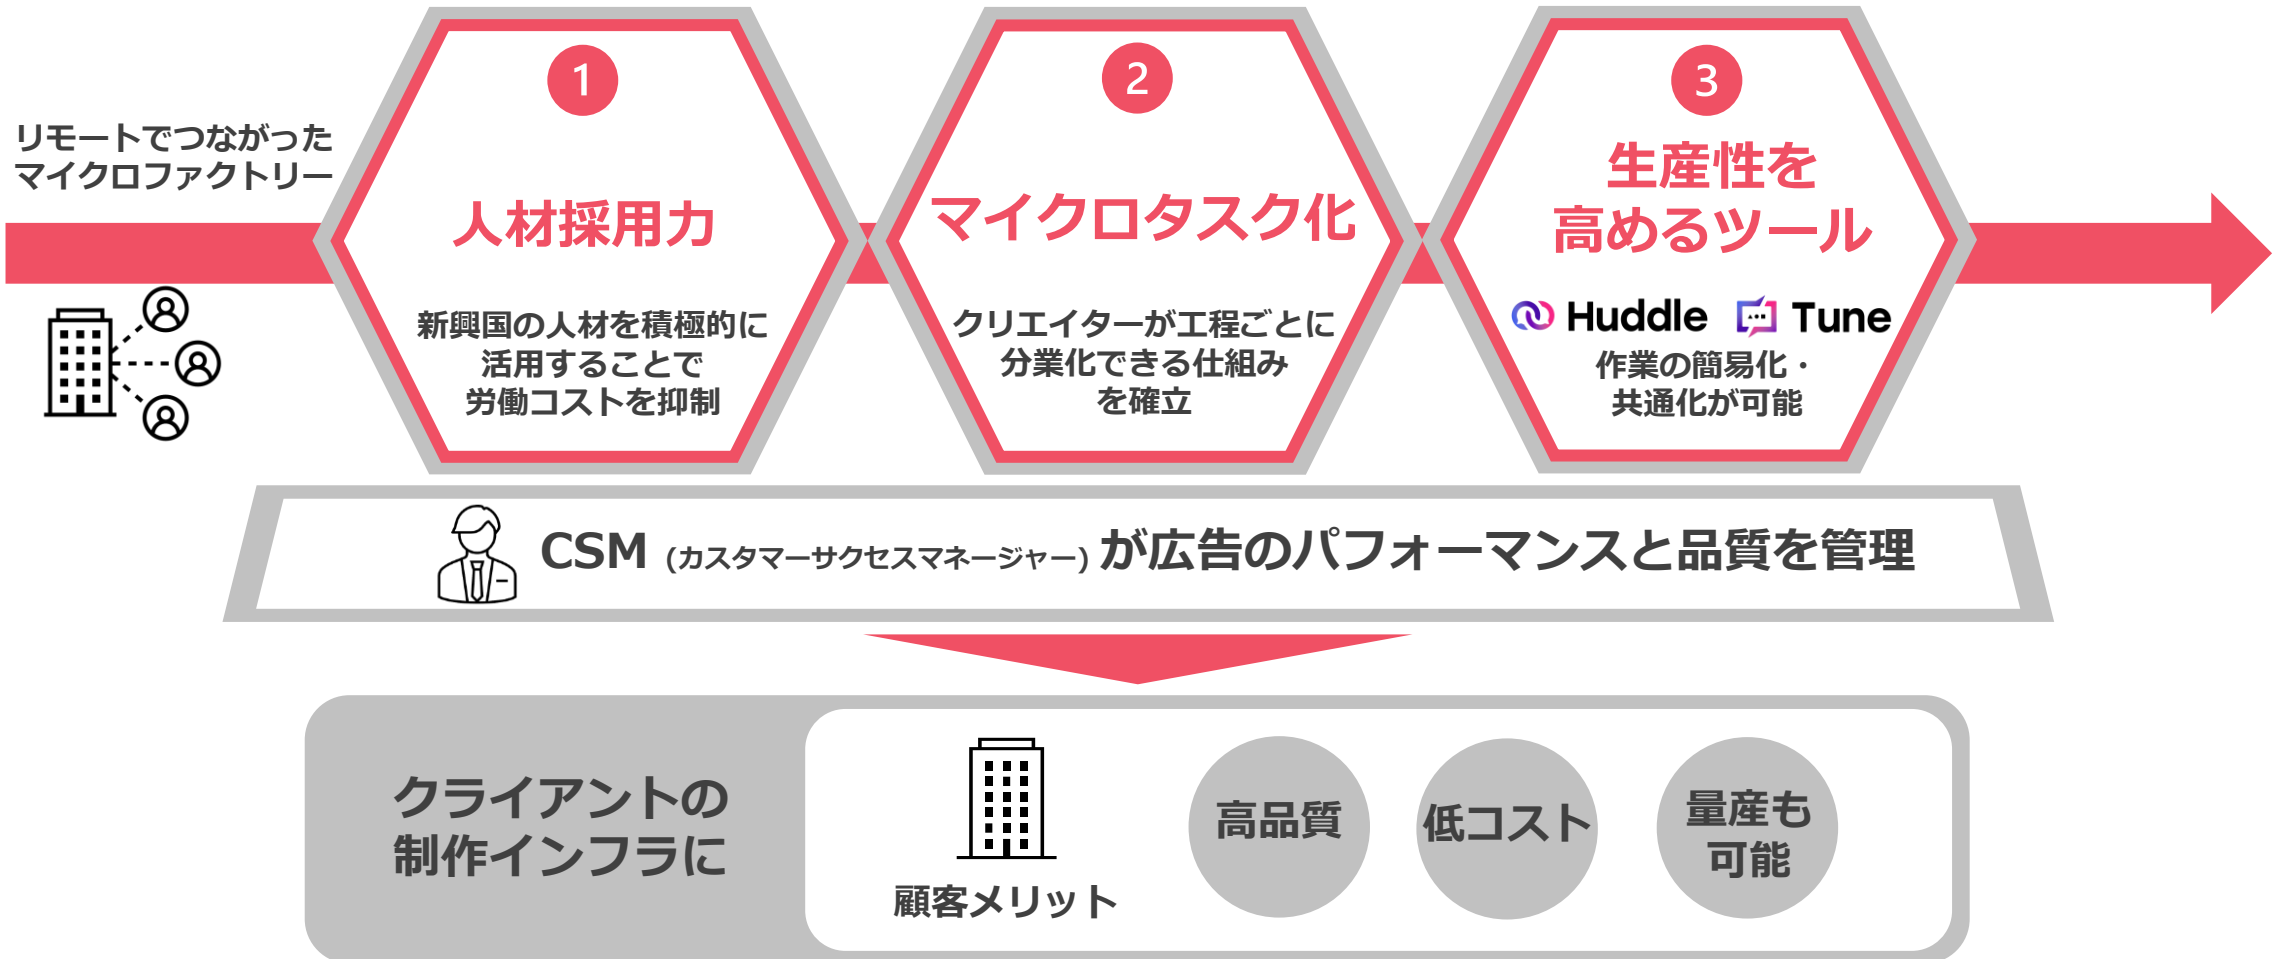 リモートでつながった
マイクロファクトリー
1
人材採用力
新興国の人材を積極的に
活用することで
労働コストを抑制
2
マイクロタスク化
クリエイターが工程ごとに
分業化できる仕組み
を確立
3
生産性を
高めるツール
Huddle Tune
作業の簡易化・
共通化が可能
CSM (カスタマーサクセスマネージャー) が広告のパフォーマンスと品質を管理
クライアントの
制作インフラに
顧客メリット
高品質
低コスト
量産も
可能